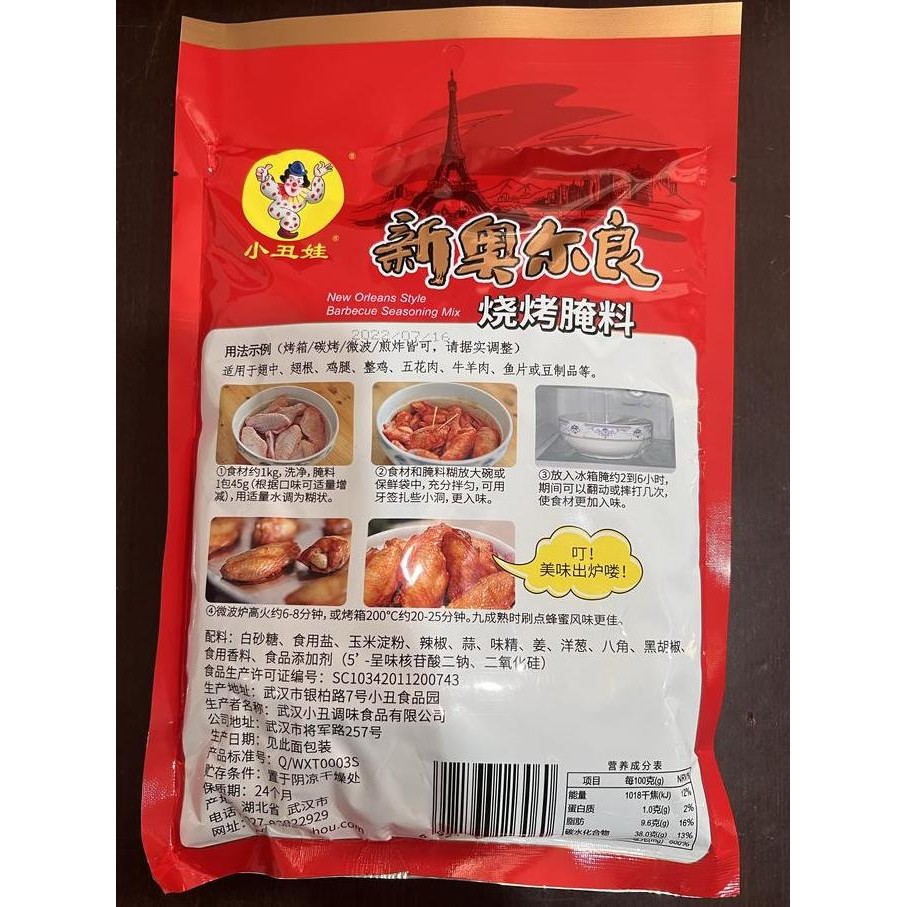 小丑娃
新奥尔良
New Orleans Style
Barbecue Seasoning Mix
烧烤腌料
2022/07/16
用法示例（烤箱/碳烤/微波/煎炸皆可，请据实调整）
适用于翅中、翅根、鸡腿、整鸡、五花肉、牛羊肉、鱼片或豆制品等。
①食材约1kg，洗净，腌料
1包45g（根据口味可适量增
减），用适量水调为糊状。
②食材和腌料糊放大碗或
保鲜袋中，充分拌匀，可用
牙签扎些小洞，更入味。
③放入冰箱腌约2到6小时，
期间可以翻动或摔打几次，
使食材更加入味。
叮！
美味出炉喽！
④微波炉高火约6-8分钟，或烤箱200°C约20-25分钟。九成熟时刷点蜂蜜风味更佳、
配料：白砂糖、食用盐、玉米淀粉、辣椒、蒜、味精、姜、洋葱、八角、黑胡椒、
食用香料、食品添加剂（5’-呈味核苷酸二钠、二氧化硅）
食品生产许可证编号：SC10342011200743
生产地址：武汉市银柏路7号小丑食品园
生产者名称：武汉小丑调味食品有限公司
公司地址：武汉市将军路257号
生产日期：见此面包装
产品标准号：Q/WXT0003S
贮存条件：置于阴凉干燥处
保质期：24个月
湖北省 武汉市
电话：
网址：
营养成分表
项目 每100克(g)
能量 1018千焦(kJ) 12%
蛋白质 1.0克(g) 2%
脂肪 9.6克(g) 16%
碳水化合物 38.0克(g) 13%